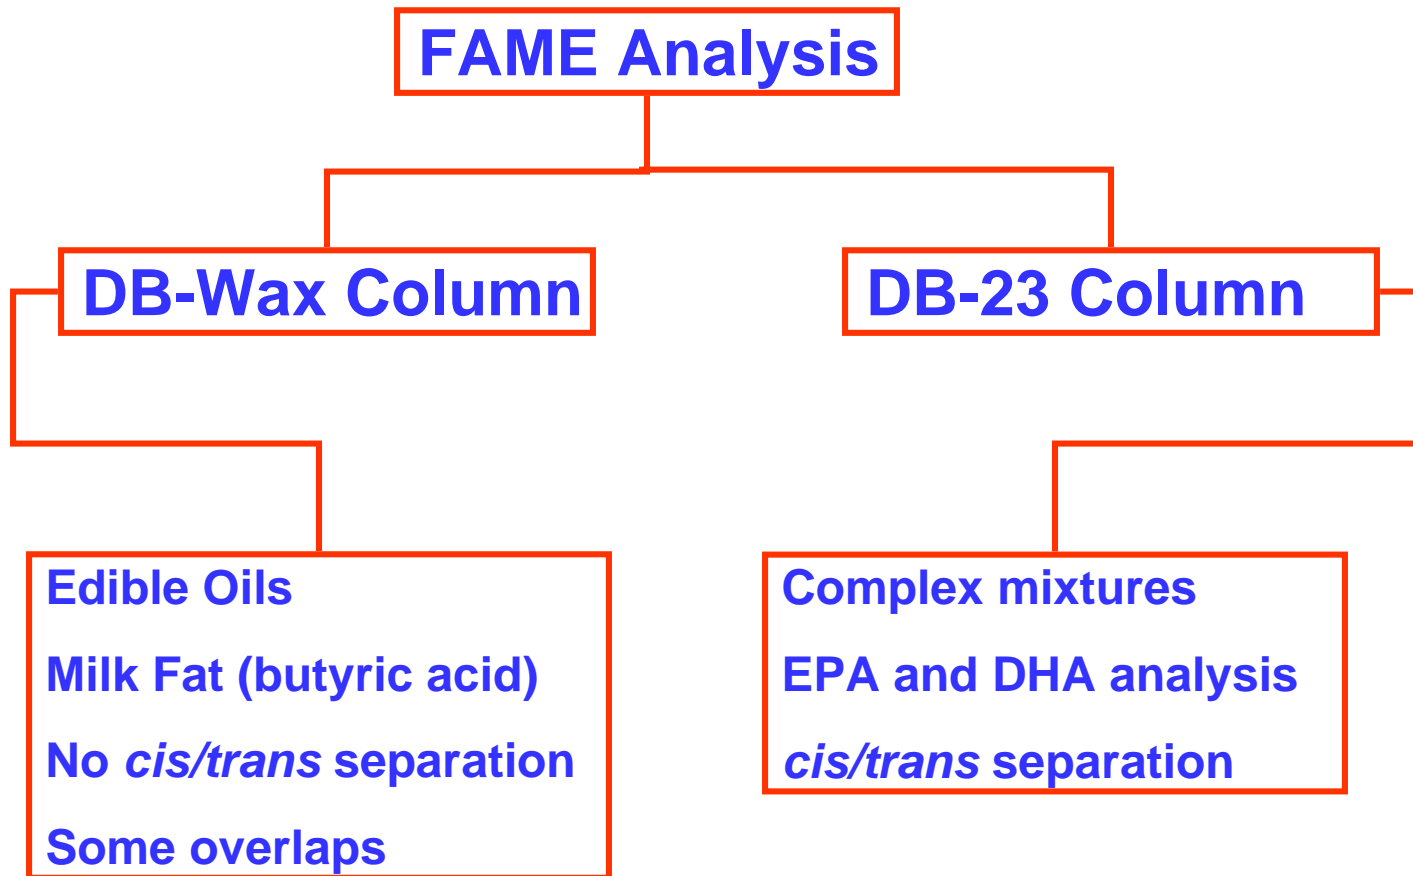 FAME Analysis
DB-Wax Column
DB-23 Column
Edible Oils
Milk Fat (butyric acid)
No cis/trans separation
Some overlaps
Complex mixtures
EPA and DHA analysis
cis/trans separation